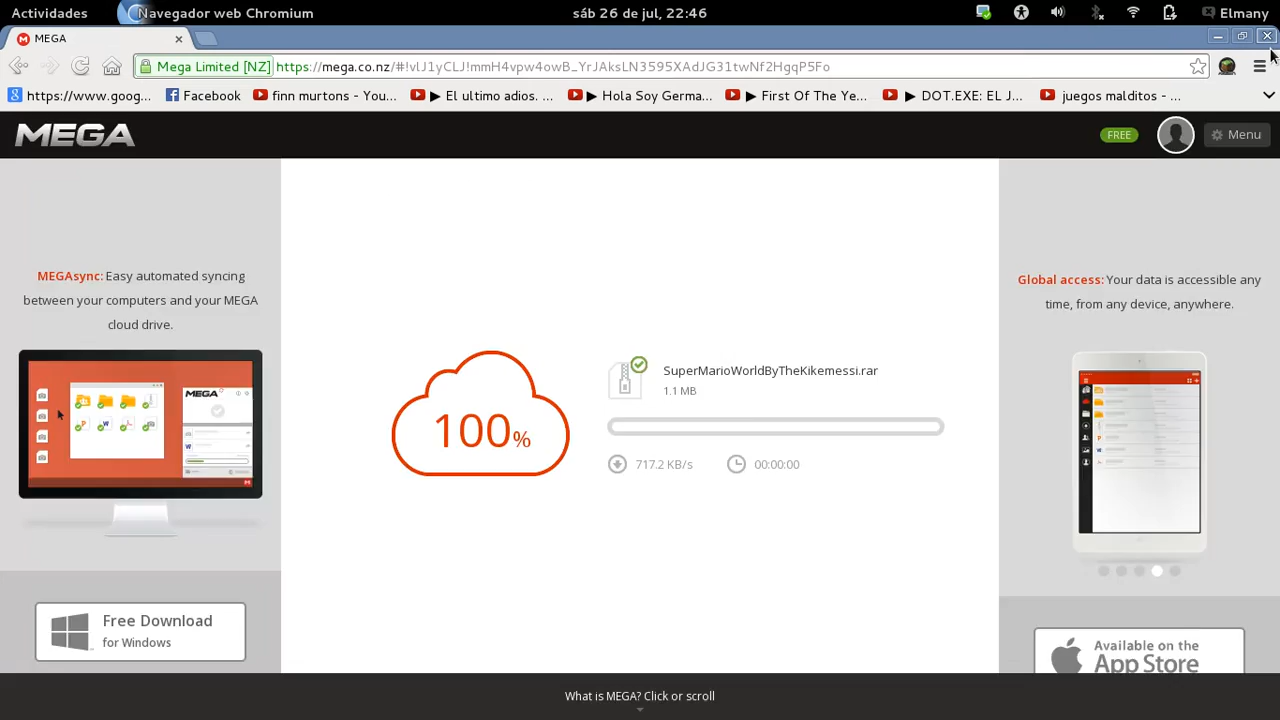 Actividades
Navegador web Chromium
sáb 26 de jul, 22:46
Elmany
MEGA
Mega Limited [NZ]
https://mega.co.nz/#!vlJ1yCLJ!mmH4vpw4owB_YrJAksLN3595XAdJG31twNf2HgqP5Fo
https://www.goog...
Facebook
finn murtons - You...
▶ El ultimo adios. ...
▶ Hola Soy Germa...
▶ First Of The Ye...
▶ DOT.EXE: EL J...
juegos malditos - ...
MEGA
FREE
Menu
MEGAsync: Easy automated syncing
between your computers and your MEGA
cloud drive.
MEGA
Free Download
for Windows
100%
SuperMarioWorldByTheKikemessi.rar
1.1 MB
717.2 KB/s
00:00:00
Global access: Your data is accessible any
time, from any device, anywhere.
Available on the
App Store
What is MEGA? Click or scroll